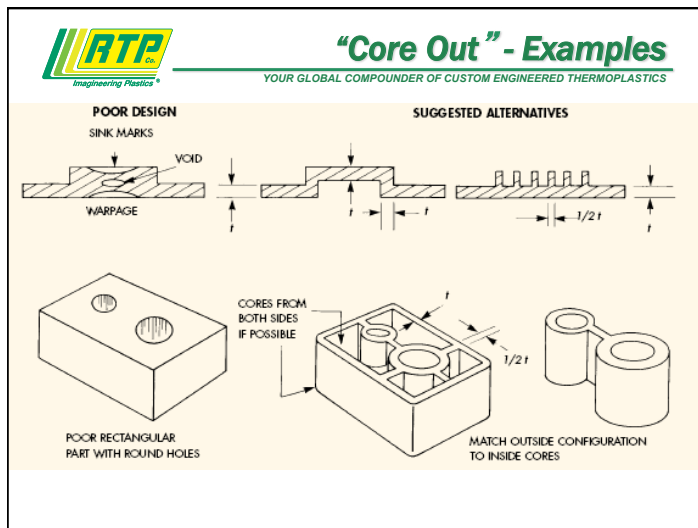 RTP
Co.
Imagineering Plastics®
“Core Out” - Examples
YOUR GLOBAL COMPOUNDER OF CUSTOM ENGINEERED THERMOPLASTICS
POOR DESIGN
SUGGESTED ALTERNATIVES
SINK MARKS
VOID
WARPAGE
t
t
t
1/2 t
t
CORES FROM
BOTH SIDES
IF POSSIBLE
t
1/2 t
POOR RECTANGULAR
PART WITH ROUND HOLES
MATCH OUTSIDE CONFIGURATION
TO INSIDE CORES